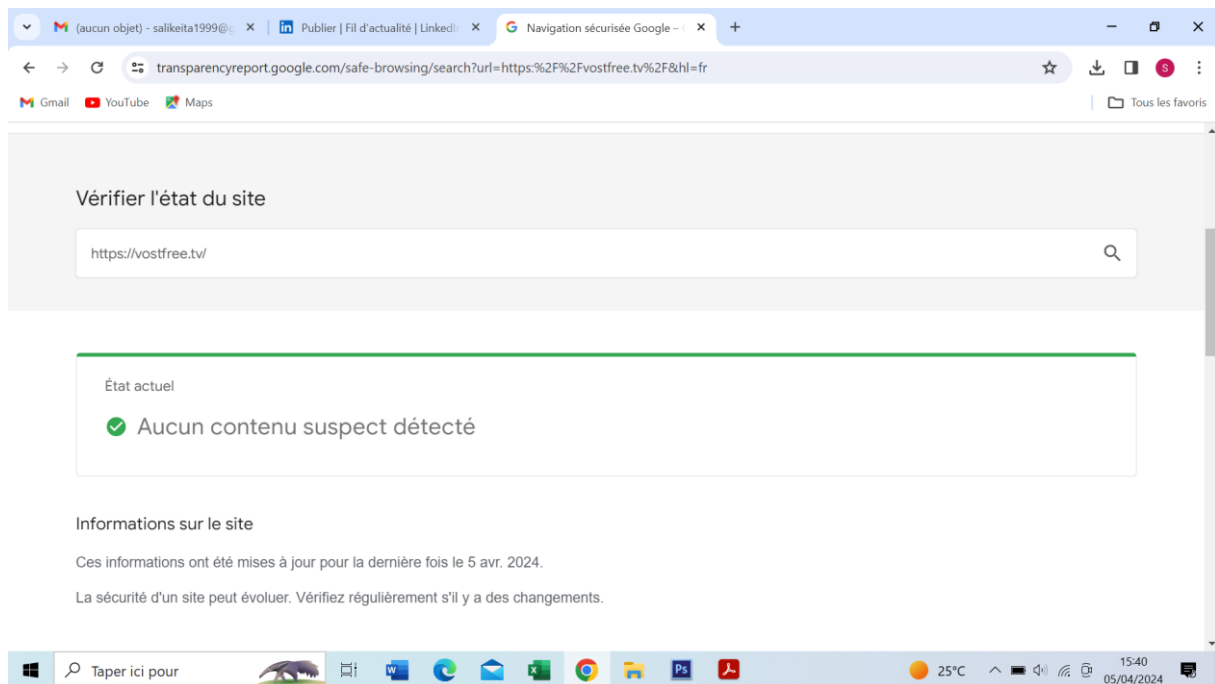 (aucun objet) - salikeita1999@g
Publier | Fil d'actualité | LinkedIn
Navigation sécurisée Google –
transparencyreport.google.com/safe-browsing/search?url=https:%2F%2Fvostfree.tv%2F&hl=fr
S
Gmail
YouTube
Maps
Tous les favoris
Vérifier l'état du site
https://vostfree.tv/
État actuel
Aucun contenu suspect détecté
Informations sur le site
Ces informations ont été mises à jour pour la dernière fois le 5 avr. 2024.
La sécurité d'un site peut évoluer. Vérifiez régulièrement s'il y a des changements.
Taper ici pour
Ps
25°C
15:40
05/04/2024